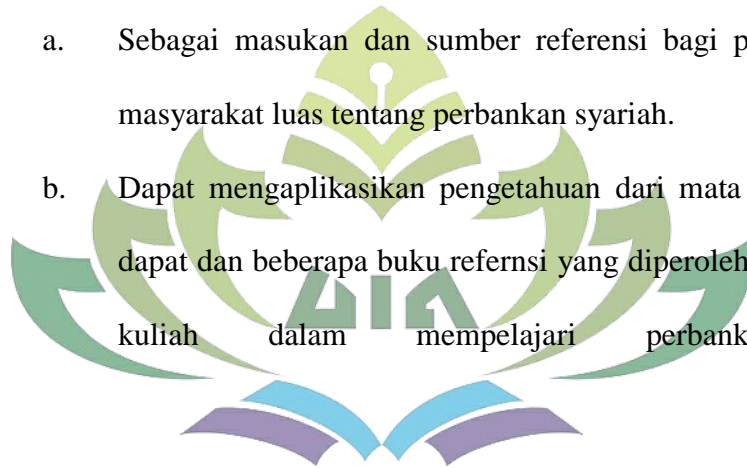 a. Sebagai masukan dan sumber referensi bagi
masyarakat luas tentang perbankan syariah.
b. Dapat mengaplikasikan pengetahuan dari mata
dapat dan beberapa buku refernsi yang diperoleh
kuliah dalam mempelajari
UIN